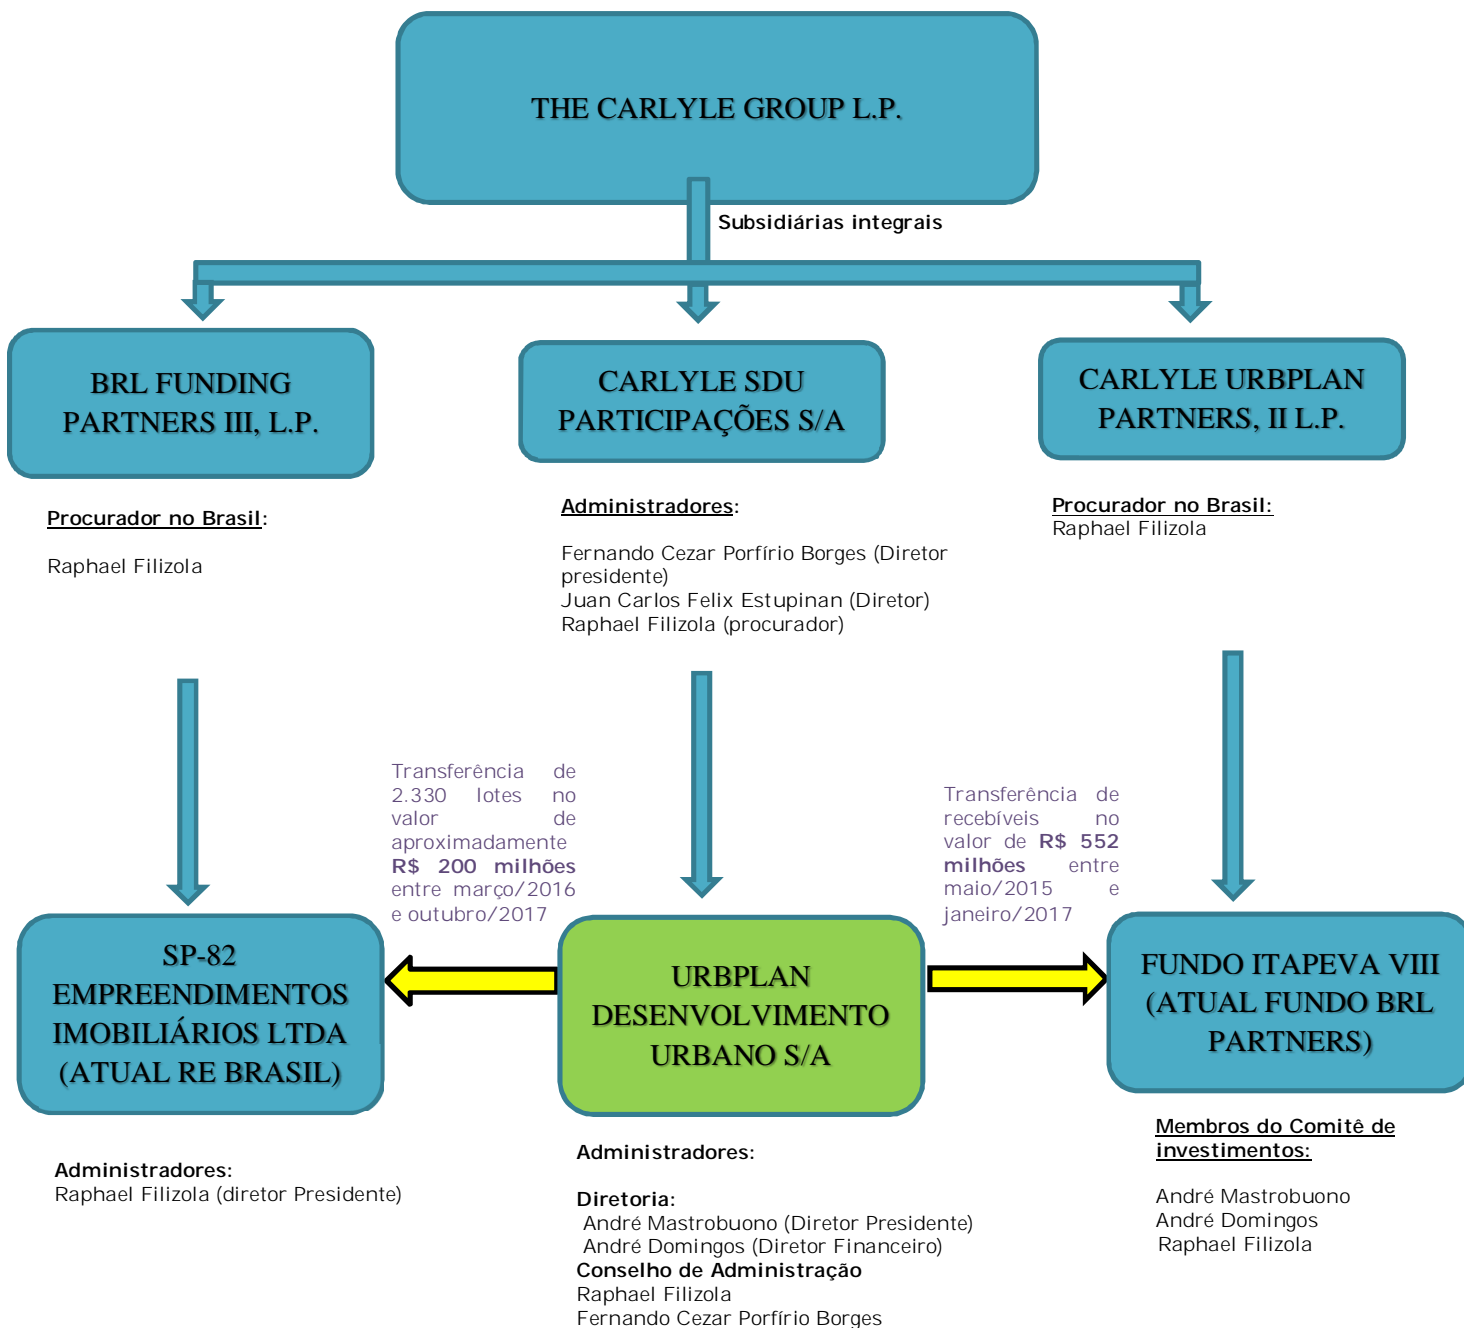 THE CARLYLE GROUP L.P.
Subsidiárias integrais
BRL FUNDING
PARTNERS III, L.P.
CARLYLE SDU
PARTICIPAÇÕES S/A
CARLYLE URBPLAN
PARTNERS, II L.P.
Procurador no Brasil:
Raphael Filizola
Administradores:
Fernando Cezar Porfírio Borges (Diretor
presidente)
Juan Carlos Felix Estupinan (Diretor)
Raphael Filizola (procurador)
Procurador no Brasil:
Raphael Filizola
Transferência de
2.330 lotes no
valor de
aproximadamente
R$ 200 milhões
entre março/2016
e outubro/2017
Transferência de
recebíveis no
valor de R$ 552
milhões entre
maio/2015 e
janeiro/2017
SP-82
EMPREENDIMENTOS
IMOBILIÁRIOS LTDA
(ATUAL RE BRASIL)
URBPLAN
DESENVOLVIMENTO
URBANO S/A
FUNDO ITAPEVA VIII
(ATUAL FUNDO BRL
PARTNERS)
Administradores:
Raphael Filizola (diretor Presidente)
Administradores:
Diretoria:
André Mastrobuono (Diretor Presidente)
André Domingos (Diretor Financeiro)
Conselho de Administração
Raphael Filizola
Fernando Cezar Porfírio Borges
Membros do Comitê de
investimentos:
André Mastrobuono
André Domingos
Raphael Filizola